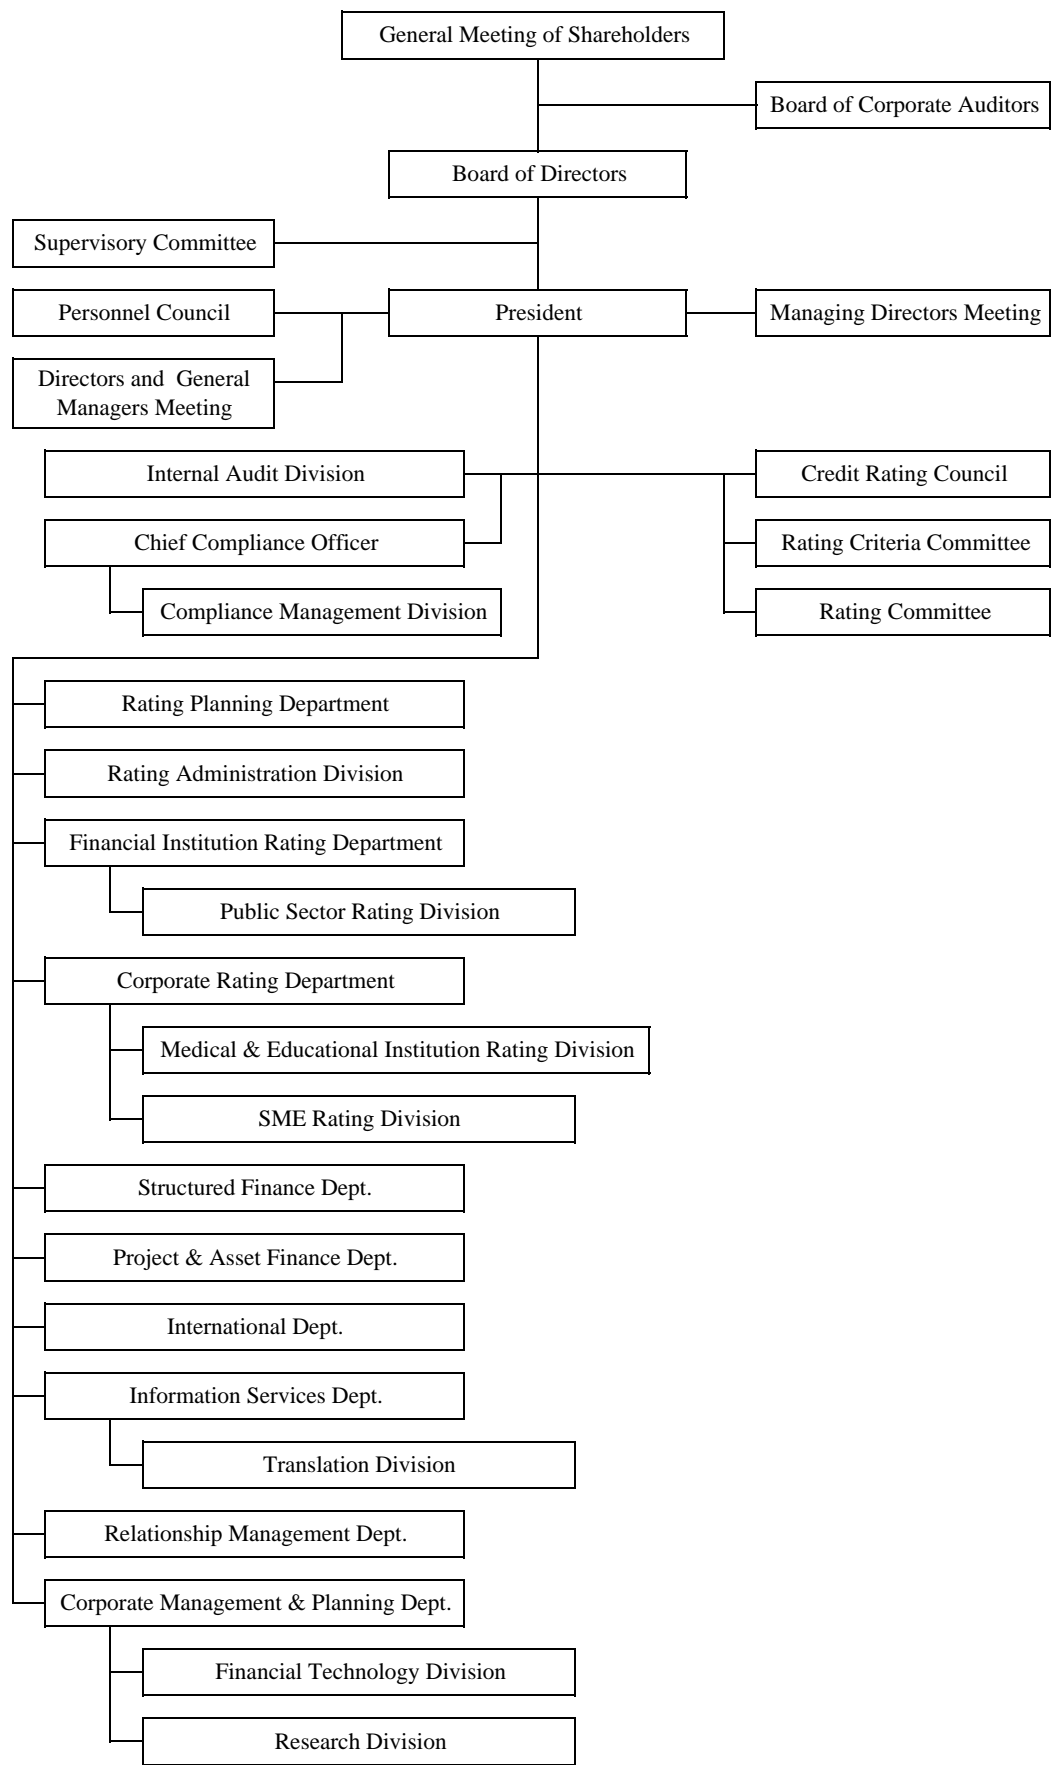 General Meeting of Shareholders
Board of Corporate Auditors
Board of Directors
Supervisory Committee
Personnel Council
President
Managing Directors Meeting
Directors and General
Managers Meeting
Internal Audit Division
Credit Rating Council
Chief Compliance Officer
Rating Criteria Committee
Compliance Management Division
Rating Committee
Rating Planning Department
Rating Administration Division
Financial Institution Rating Department
Public Sector Rating Division
Corporate Rating Department
Medical & Educational Institution Rating Division
SME Rating Division
Structured Finance Dept.
Project & Asset Finance Dept.
International Dept.
Information Services Dept.
Translation Division
Relationship Management Dept.
Corporate Management & Planning Dept.
Financial Technology Division
Research Division